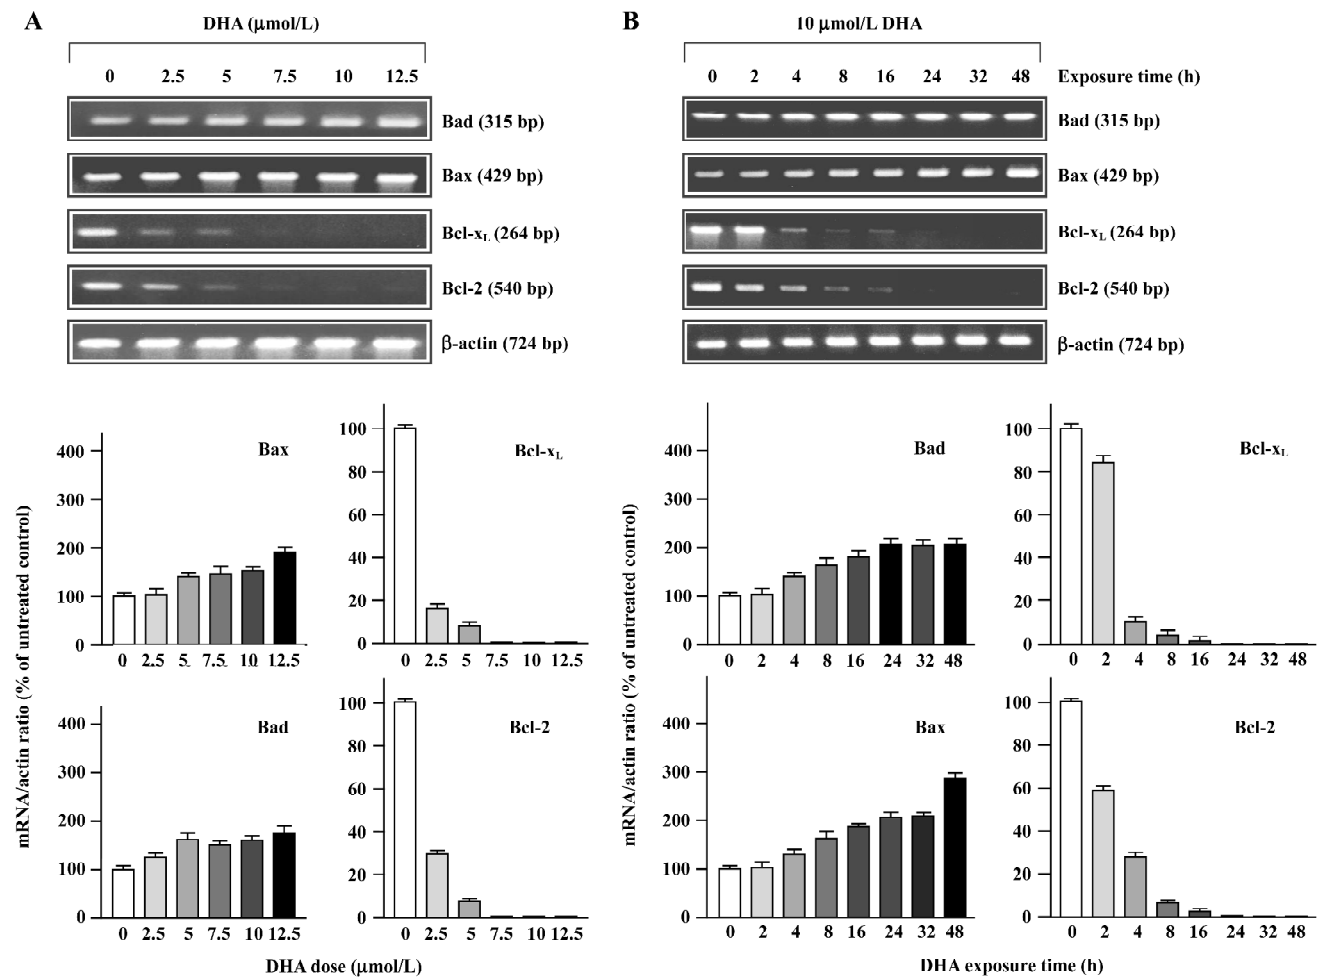 A
DHA (μmol/L)
0 2.5 5 7.5 10 12.5
Bad (315 bp)
Bax (429 bp)
Bcl-xL (264 bp)
Bcl-2 (540 bp)
β-actin (724 bp)
B
10 μmol/L DHA
0 2 4 8 16 24 32 48 Exposure time (h)
Bad (315 bp)
Bax (429 bp)
Bcl-xL (264 bp)
Bcl-2 (540 bp)
β-actin (724 bp)
mRNA/actin ratio (% of untreated control)
Bax
400
300
200
100
0
0 2.5 5 7.5 10 12.5
Bcl-xL
100
80
60
40
20
0
0 2.5 5 7.5 10 12.5
Bad
400
300
200
100
0
0 2.5 5 7.5 10 12.5
Bcl-2
100
80
60
40
20
0
0 2.5 5 7.5 10 12.5
DHA dose (μmol/L)
mRNA/actin ratio (% of untreated control)
Bad
400
300
200
100
0
0 2 4 8 16 24 32 48
Bcl-xL
100
80
60
40
20
0
0 2 4 8 16 24 32 48
Bax
400
300
200
100
0
0 2 4 8 16 24 32 48
Bcl-2
100
80
60
40
20
0
0 2 4 8 16 24 32 48
DHA exposure time (h)